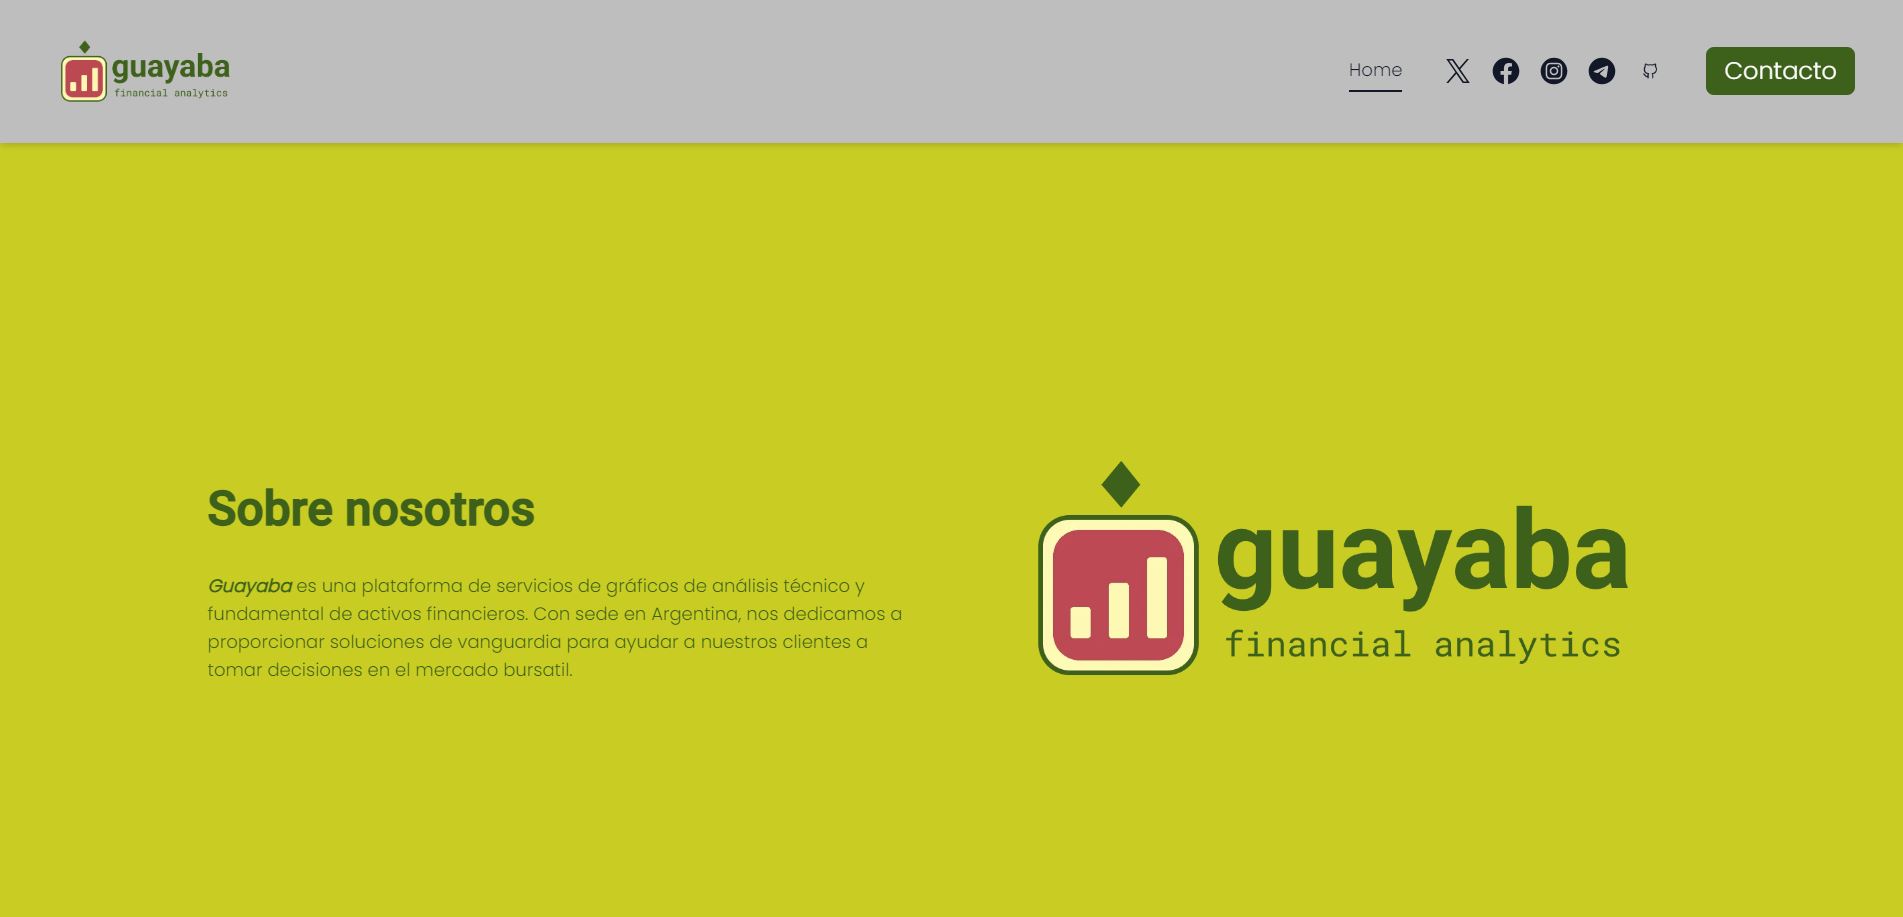 guayaba
financial analytics
Home
Contacto
Sobre nosotros
Guayaba es una plataforma de servicios de gráficos de análisis técnico y
fundamental de activos financieros. Con sede en Argentina, nos dedicamos a
proporcionar soluciones de vanguardia para ayudar a nuestros clientes a
tomar decisiones en el mercado bursatil.
guayaba
financial analytics